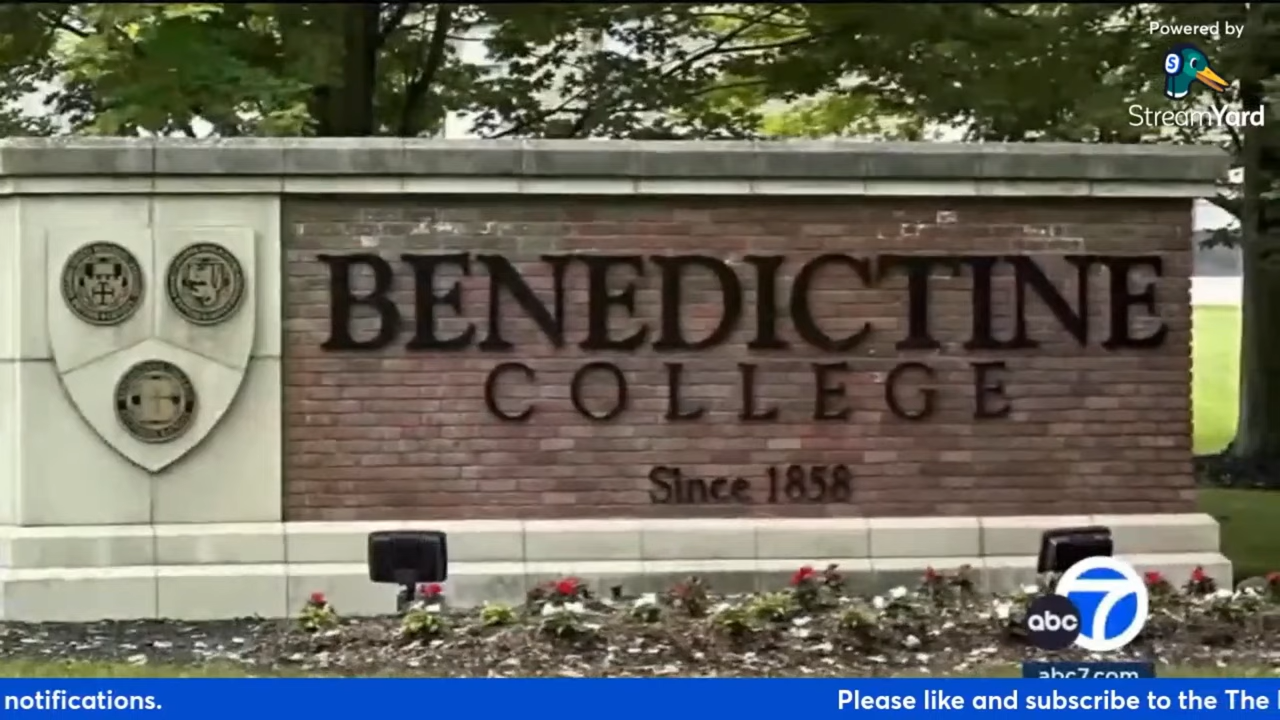 Powered by
StreamYard
BENEDICTINE
COLLEGE
Since 1858
abc 7
abc7.com
notifications.
Please like and subscribe to the The